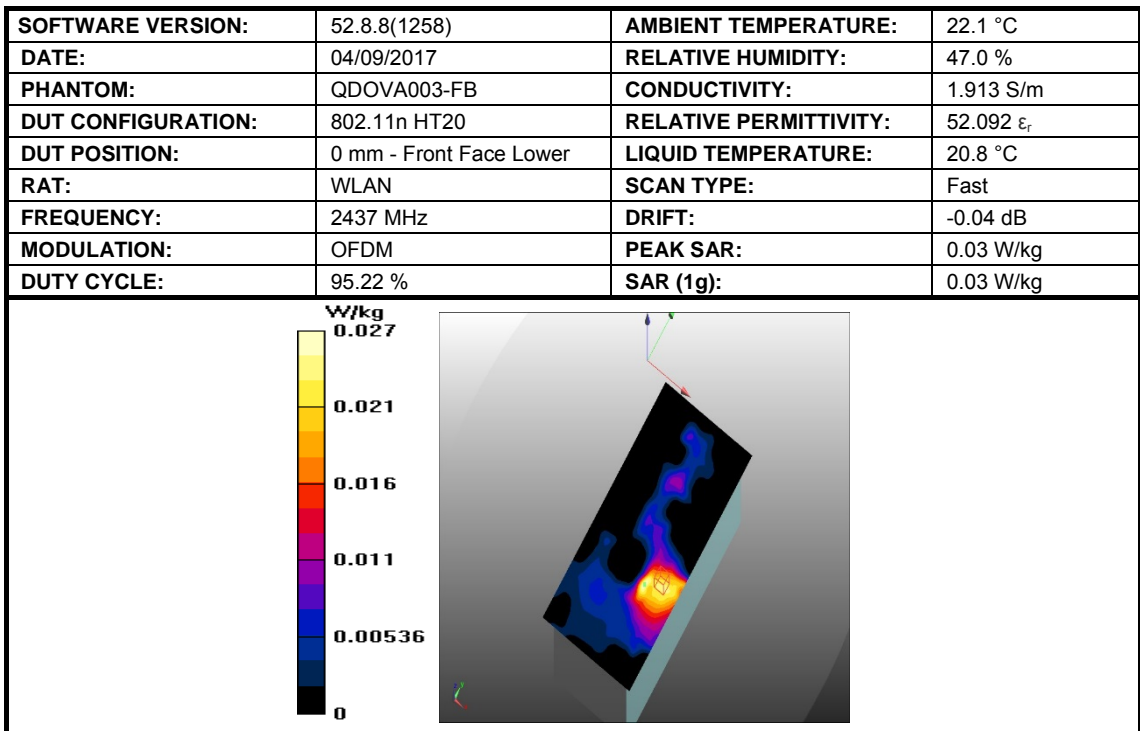 SOFTWARE VERSION: 52.8.8(1258) AMBIENT TEMPERATURE: 22.1 °C
DATE: 04/09/2017 RELATIVE HUMIDITY: 47.0 %
PHANTOM: QDOVA003-FB CONDUCTIVITY: 1.913 S/m
DUT CONFIGURATION: 802.11n HT20 RELATIVE PERMITTIVITY: 52.092 εr
DUT POSITION: 0 mm - Front Face Lower LIQUID TEMPERATURE: 20.8 °C
RAT: WLAN SCAN TYPE: Fast
FREQUENCY: 2437 MHz DRIFT: -0.04 dB
MODULATION: OFDM PEAK SAR: 0.03 W/kg
DUTY CYCLE: 95.22 % SAR (1g): 0.03 W/kg
W/kg
0.027
0.021
0.016
0.011
0.00536
0